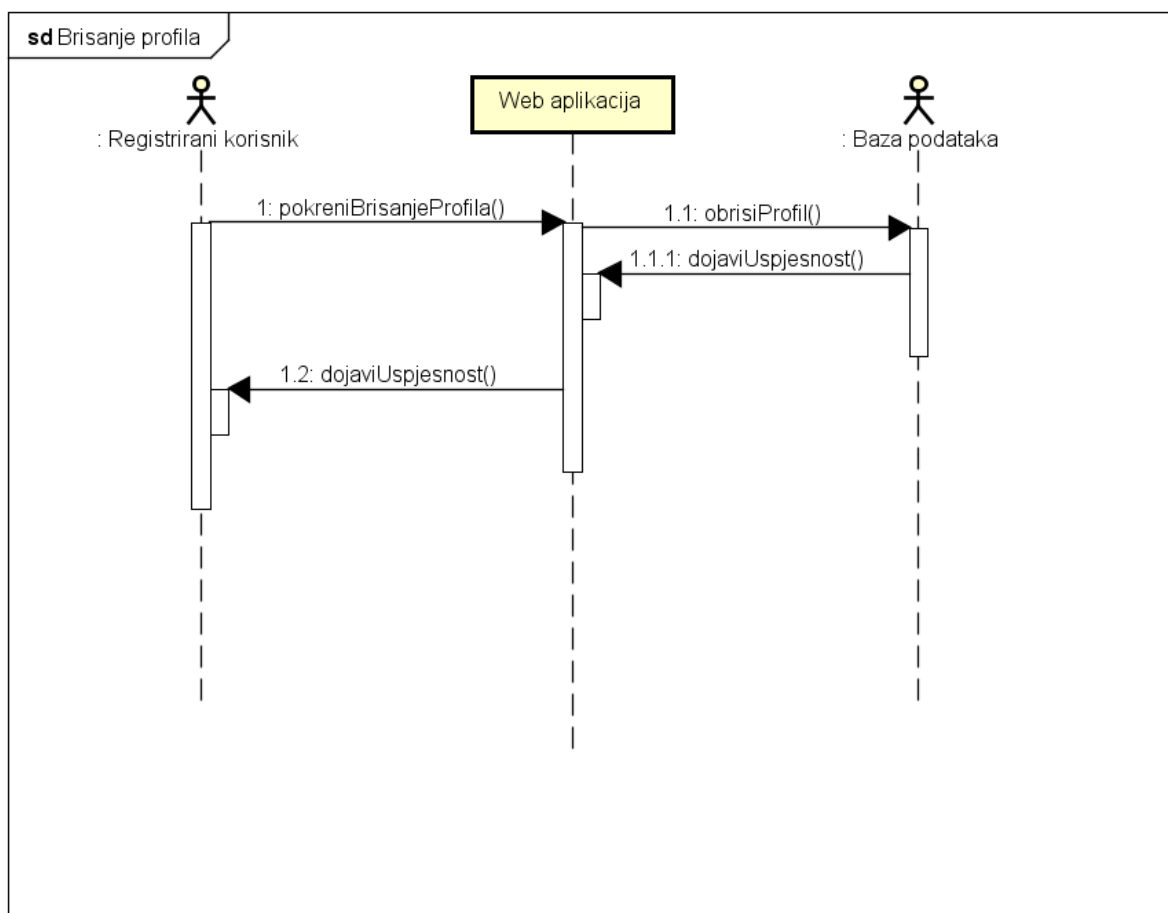 sd Brisanje profila
Web aplikacija
: Registrirani korisnik
: Baza podataka
1: pokreniBrisanjeProfila()
1.1: obrisiProfil()
1.1.1: dojaviUspjesnost()
1.2: dojaviUspjesnost()